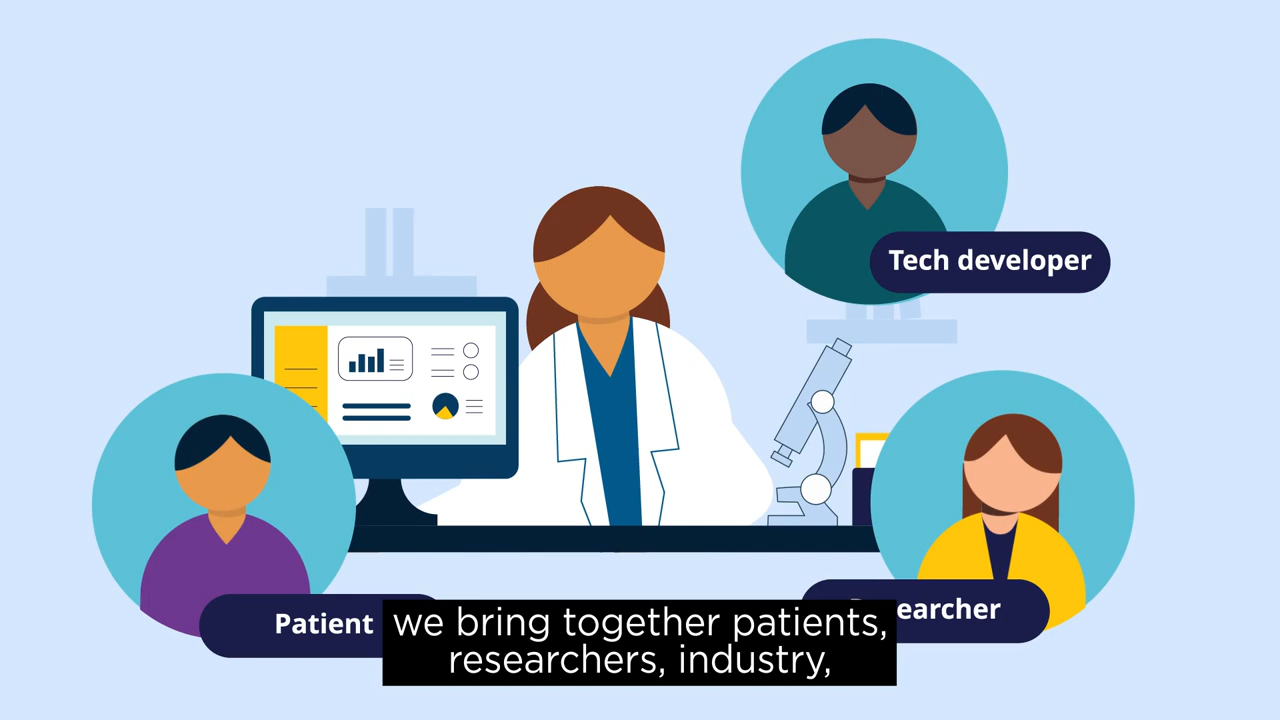 Tech developer
Patient
earcher
we bring together patients,
researchers, industry,